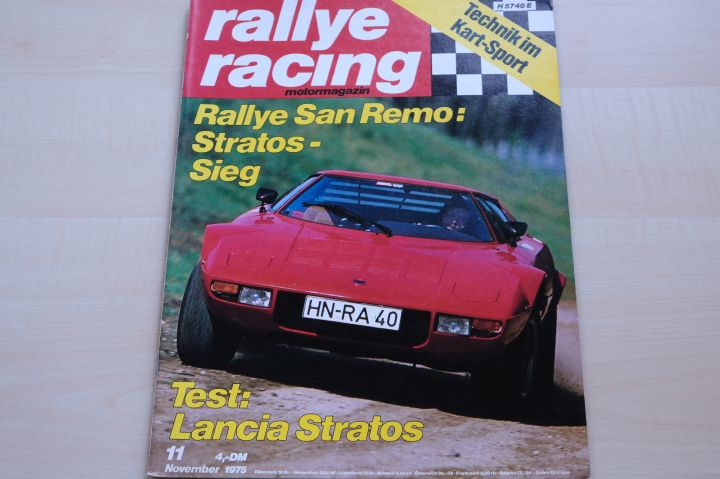 rallye
racing
motormagazin
H 5748 E
Technik im
Kart-Sport
Rallye San Remo:
Stratos-
Sieg
HN-RA 40
Test:
Lancia Stratos
11 4,-DM
November 1975